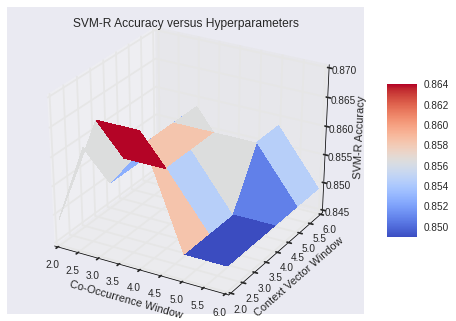 SVM-R Accuracy versus Hyperparameters
0.870
0.865
0.860
0.855
0.850
0.845
SVM-R Accuracy
2.0 2.5 3.0 3.5 4.0 4.5 5.0 5.5 6.0
Co-Occurrence Window
2.0 2.5 3.0 3.5 4.0 4.5 5.0 5.5 6.0
Context Vector Window
0.864
0.862
0.860
0.858
0.856
0.854
0.852
0.850